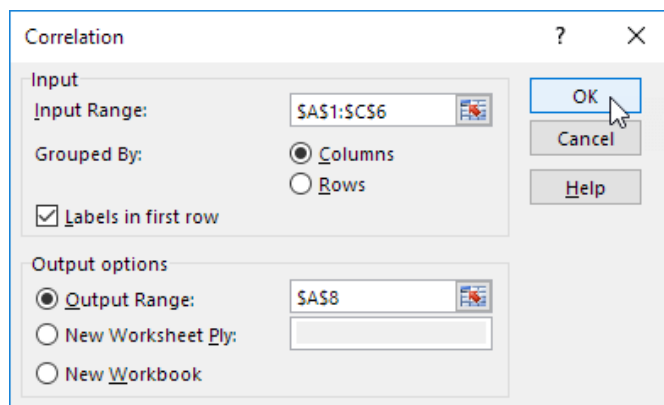 Correlation ? ×
Input
Input Range: $A$1:$C$6 OK
Grouped By: Columns Cancel
Rows
Labels in first row Help
Output options
Output Range: $A$8
New Worksheet Ply:
New Workbook